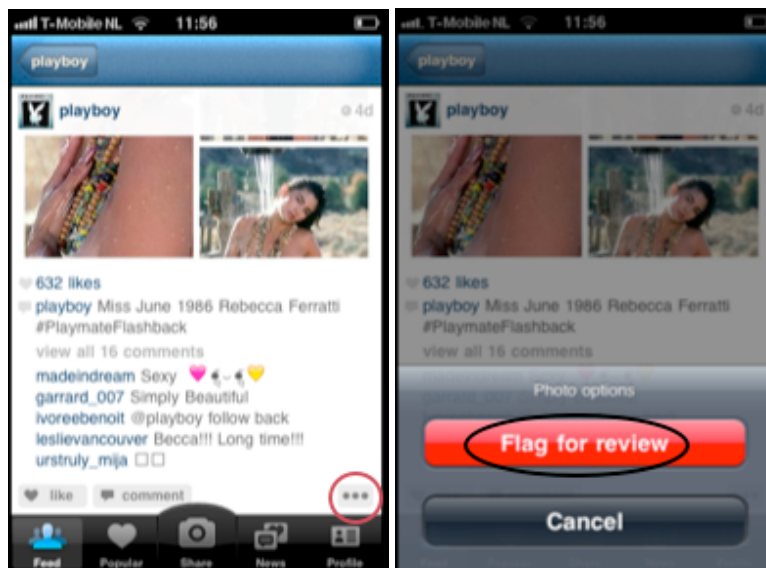 T-Mobile NL 11:56
playboy
playboy 4d
632 likes
playboy Miss June 1986 Rebecca Ferratti
#PlaymateFlashback
view all 16 comments
madeindream Sexy
garrard_007 Simply Beautiful
ivoreebenoit @playboy follow back
leslievancouver Becca!!! Long time!!!
urstruly_mija
like comment
Feed Popular Share News Profile
T-Mobile NL 11:56
playboy
playboy 4d
632 likes
playboy Miss June 1986 Rebecca Ferratti
#PlaymateFlashback
view all 16 comments
Photo options
Flag for review
Cancel